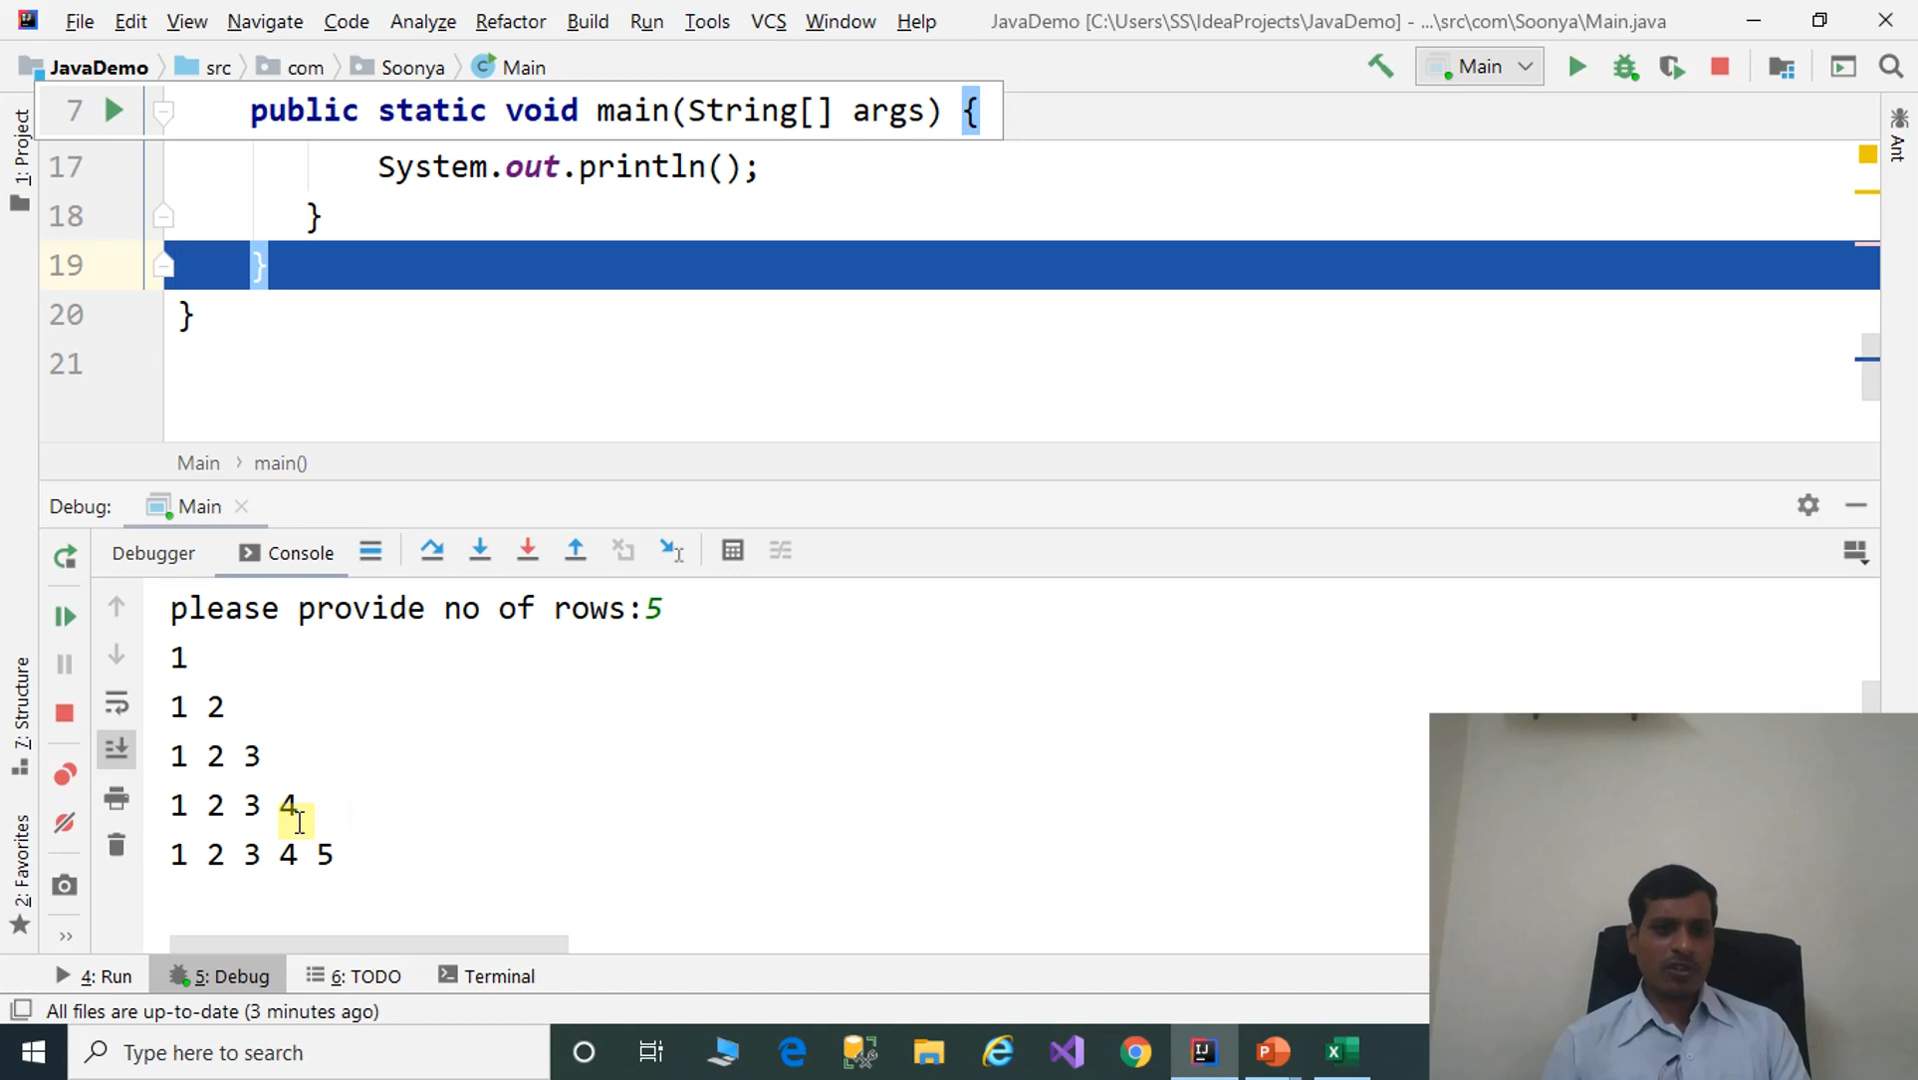 File Edit View Navigate Code Analyze Refactor Build Run Tools VCS Window Help JavaDemo [C:\Users\SS\IdeaProjects\JavaDemo] - ...\src\com\Soonya\Main.java
JavaDemo src com Soonya Main
Main
7 public static void main(String[] args) {
17 System.out.println();
18 }
19 }
20 }
21
1: Project
Ant
Main main()
Debug: Main
Debugger Console
please provide no of rows:5
1
1 2
1 2 3
1 2 3 4
1 2 3 4 5
7: Structure
2: Favorites
4: Run 5: Debug 6: TODO Terminal
All files are up-to-date (3 minutes ago)
Type here to search